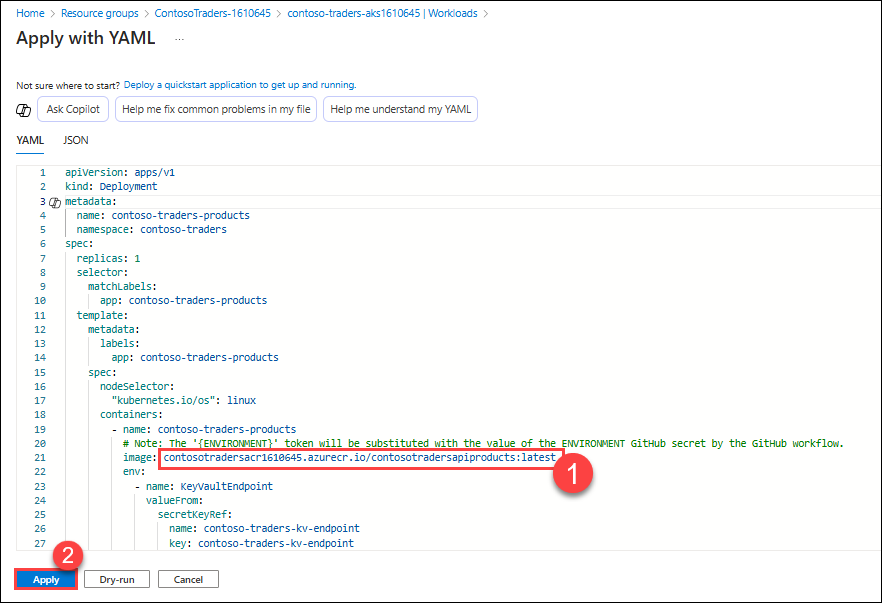 Home > Resource groups > ContosoTraders-1610645 > contoso-traders-aks1610645 | Workloads >
Apply with YAML ...
Not sure where to start? Deploy a quickstart application to get up and running.
Ask Copilot Help me fix common problems in my file Help me understand my YAML
YAML JSON
1 apiVersion: apps/v1
2 kind: Deployment
3 metadata:
4 name: contoso-traders-products
5 namespace: contoso-traders
6 spec:
7 replicas: 1
8 selector:
9 matchLabels:
10 app: contoso-traders-products
11 template:
12 metadata:
13 labels:
14 app: contoso-traders-products
15 spec:
16 nodeSelector:
17 "kubernetes.io/os": linux
18 containers:
19 - name: contoso-traders-products
20 # Note: The '{ENVIRONMENT}' token will be substituted with the value of the ENVIRONMENT GitHub secret by the GitHub workflow.
21 image: contosotradersacr1610645.azurecr.io/contosotradersapiproducts:latest
1
22 env:
23 - name: KeyVaultEndpoint
24 valueFrom:
25 secretKeyRef:
26 name: contoso-traders-kv-endpoint
27 key: contoso-traders-kv-endpoint
2
Apply Dry-run Cancel